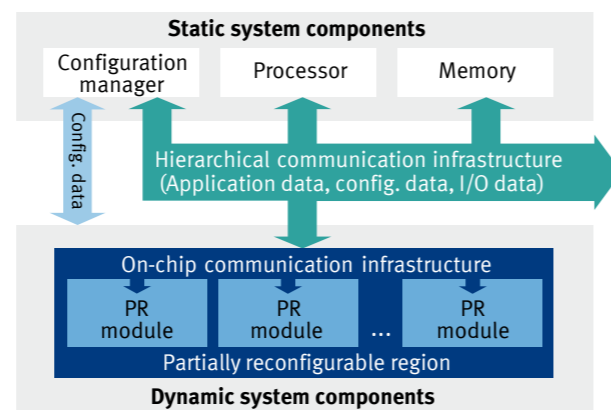 Static system components
Configuration
manager
Processor
Memory
Config. data
Hierarchical communication infrastructure
(Application data, config. data, I/O data)
On-chip communication infrastructure
PR
module
PR
module
...
PR
module
Partially reconfigurable region
Dynamic system components